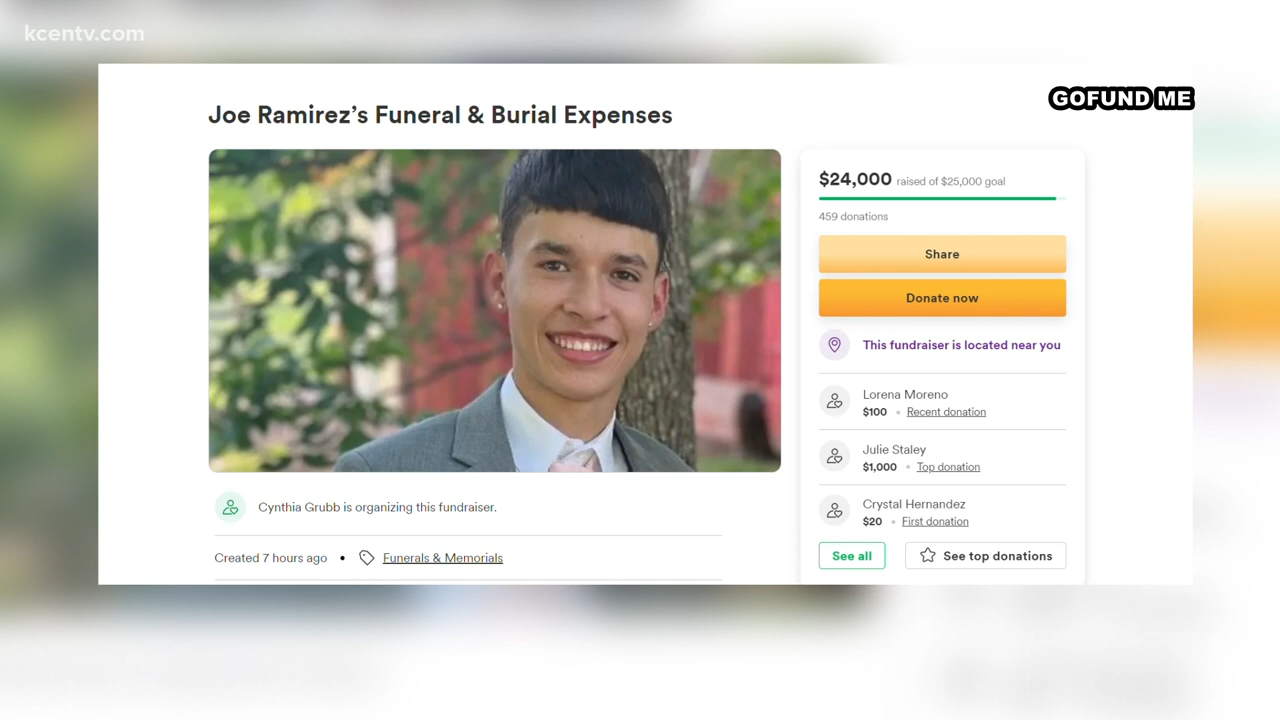 kcentv.com
GOFUND ME
Joe Ramirez's Funeral & Burial Expenses
$24,000 raised of $25,000 goal
459 donations
Share
Donate now
This fundraiser is located near you
Lorena Moreno
$100 • Recent donation
Julie Staley
$1,000 • Top donation
Crystal Hernandez
$20 • First donation
See all
See top donations
Cynthia Grubb is organizing this fundraiser.
Created 7 hours ago • Funerals & Memorials